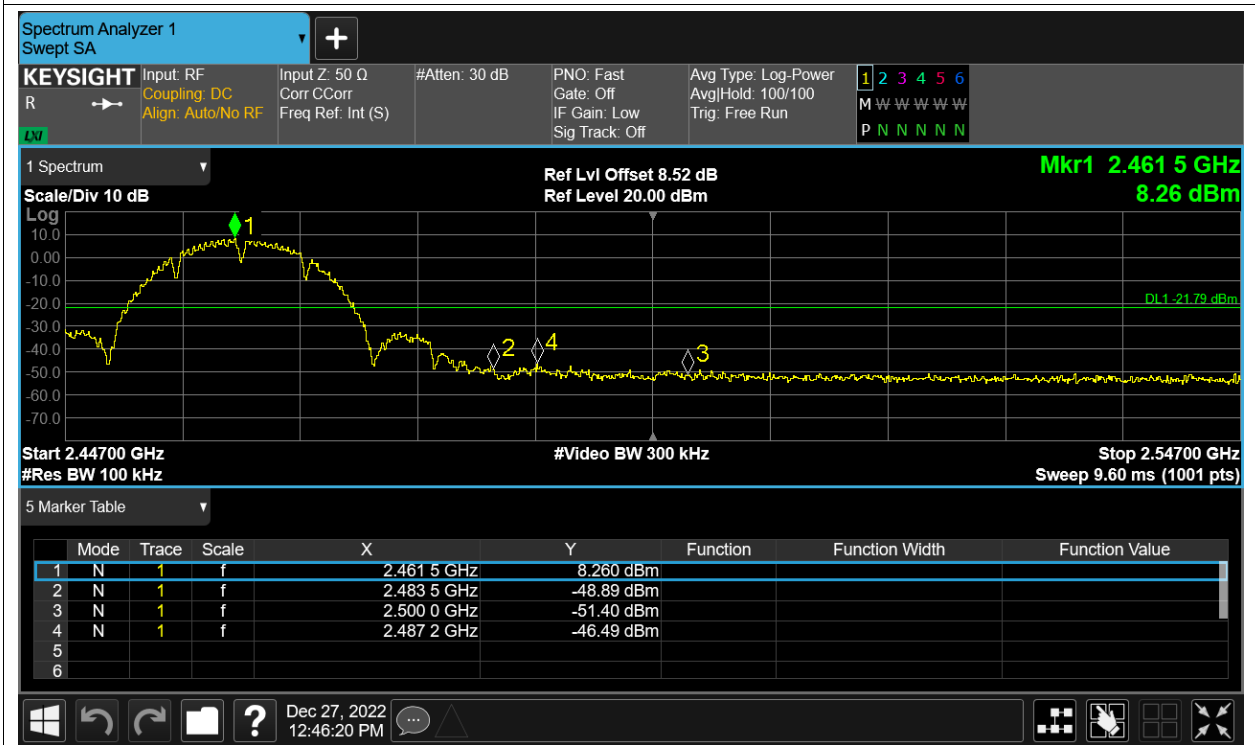 Spectrum Analyzer 1
Swept SA
+
KEYSIGHT Input: RF Input Z: 50 Ω #Atten: 30 dB PNO: Fast Avg Type: Log-Power 1 2 3 4 5 6
R Coupling: DC Corr CCorr Gate: Off Avg|Hold: 100/100 M W W W W W
Align: Auto/No RF Freq Ref: Int (S) IF Gain: Low Trig: Free Run
LXI Sig Track: Off P N N N N N
1 Spectrum Ref Lvl Offset 8.52 dB Mkr1 2.461 5 GHz
Scale/Div 10 dB Ref Level 20.00 dBm 8.26 dBm
Log
1
10.0
0.00
-10.0
-20.0
DL1 -21.79 dBm
-30.0
-40.0
2 4 3
-50.0
-60.0
-70.0
Start 2.44700 GHz #Video BW 300 kHz Stop 2.54700 GHz
#Res BW 100 kHz Sweep 9.60 ms (1001 pts)
5 Marker Table
Mode Trace Scale X Y Function Function Width Function Value
1 N 1 f 2.461 5 GHz 8.260 dBm
2 N 1 f 2.483 5 GHz -48.89 dBm
3 N 1 f 2.500 0 GHz -51.40 dBm
4 N 1 f 2.487 2 GHz -46.49 dBm
5
6
? Dec 27, 2022
12:46:20 PM